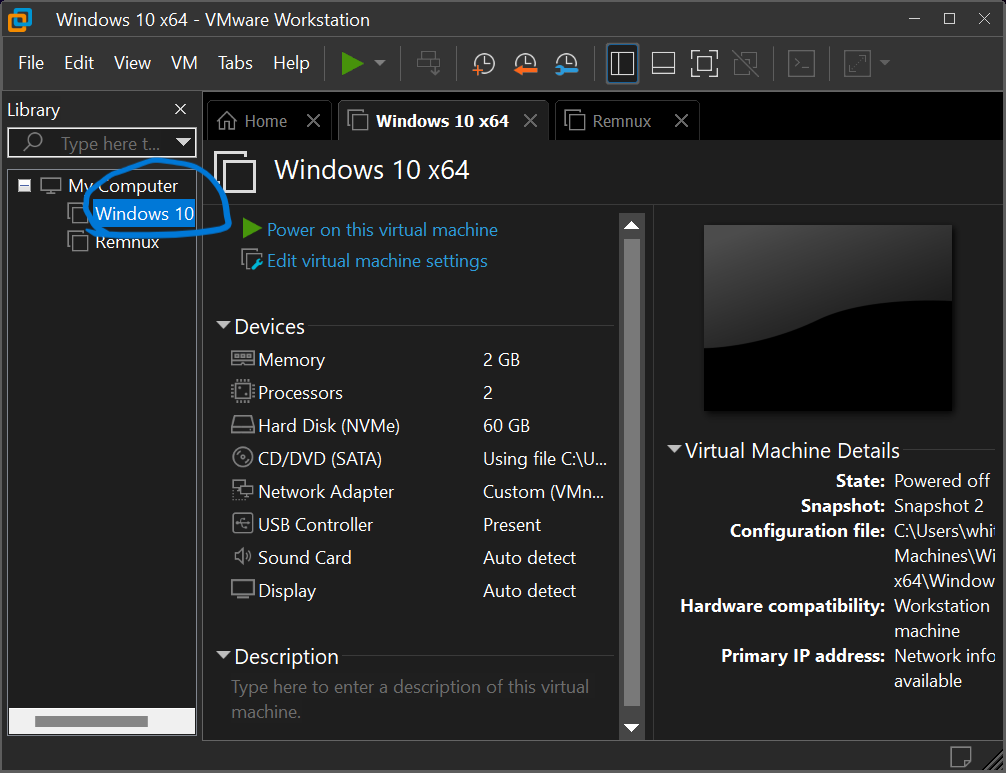 Windows 10 x64 - VMware Workstation
File Edit View VM Tabs Help
Library
Type here t...
Home
Windows 10 x64
Remnux
My Computer
Windows 10
Remnux
Windows 10 x64
Power on this virtual machine
Edit virtual machine settings
Devices
Memory 2 GB
Processors 2
Hard Disk (NVMe) 60 GB
CD/DVD (SATA) Using file C:\U...
Network Adapter Custom (VMn...
USB Controller Present
Sound Card Auto detect
Display Auto detect
Description
Type here to enter a description of this virtual
machine.
Virtual Machine Details
State: Powered off
Snapshot: Snapshot 2
Configuration file: C:\Users\whit
Machines\Wi
x64\Window
Hardware compatibility: Workstation
machine
Primary IP address: Network info
available